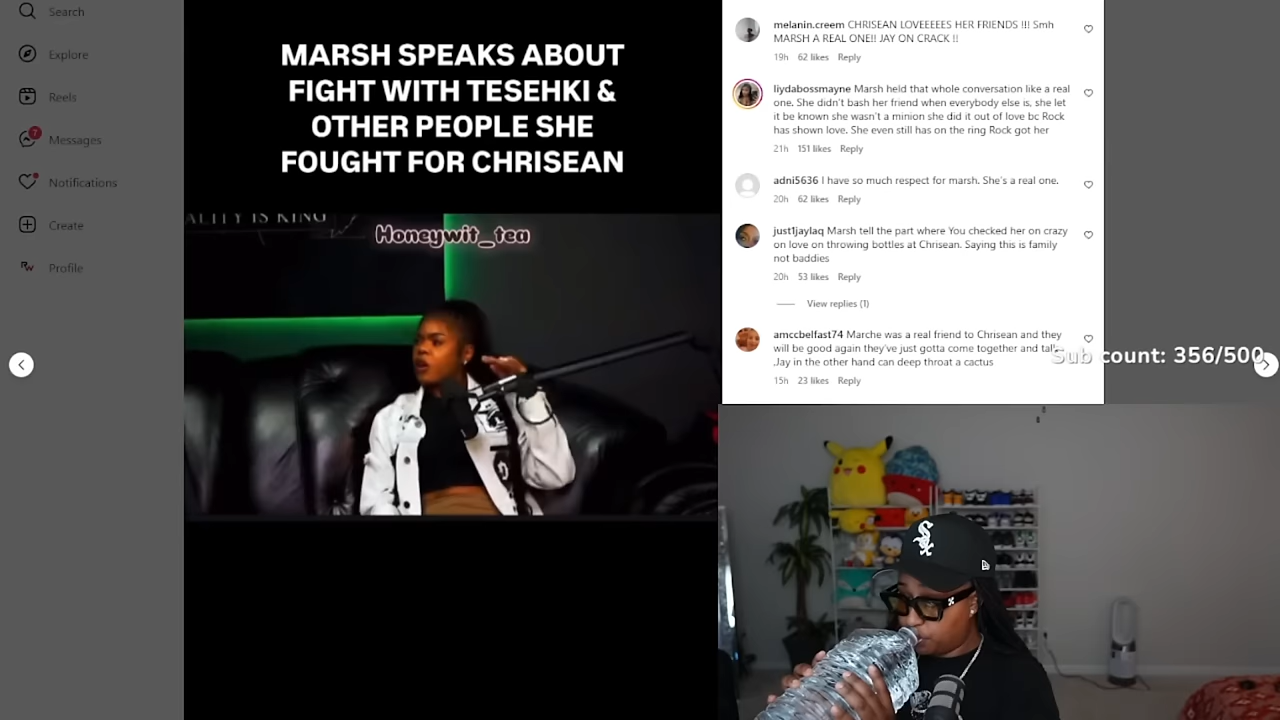 Search
Explore
Reels
7
Messages
Notifications
Create
Profile
MARSH SPEAKS ABOUT
FIGHT WITH TESEHKI &
OTHER PEOPLE SHE
FOUGHT FOR CHRISEAN
ALITY IS KING
Honeywit_tea
melanin.creem CHRISEAN LOVEEEEES HER FRIENDS !!! Smh
MARSH A REAL ONE!! JAY ON CRACK !!
19h 62 likes Reply
liydabossmayne Marsh held that whole conversation like a real
one. She didn't bash her friend when everybody else is, she let
it be known she wasn't a minion she did it out of love bc Rock
has shown love. She even still has on the ring Rock got her
21h 151 likes Reply
adni5636 I have so much respect for marsh. She's a real one.
20h 62 likes Reply
just1jaylaq Marsh tell the part where You checked her on crazy
on love on throwing bottles at Chrisean. Saying this is family
not baddies
20h 53 likes Reply
View replies (1)
amccbelfast74 Marche was a real friend to Chrisean and they
will be good again they've just gotta come together and
Jay in the other hand can deep throat a cactus
15h 23 likes Reply
Sub count: 356/500